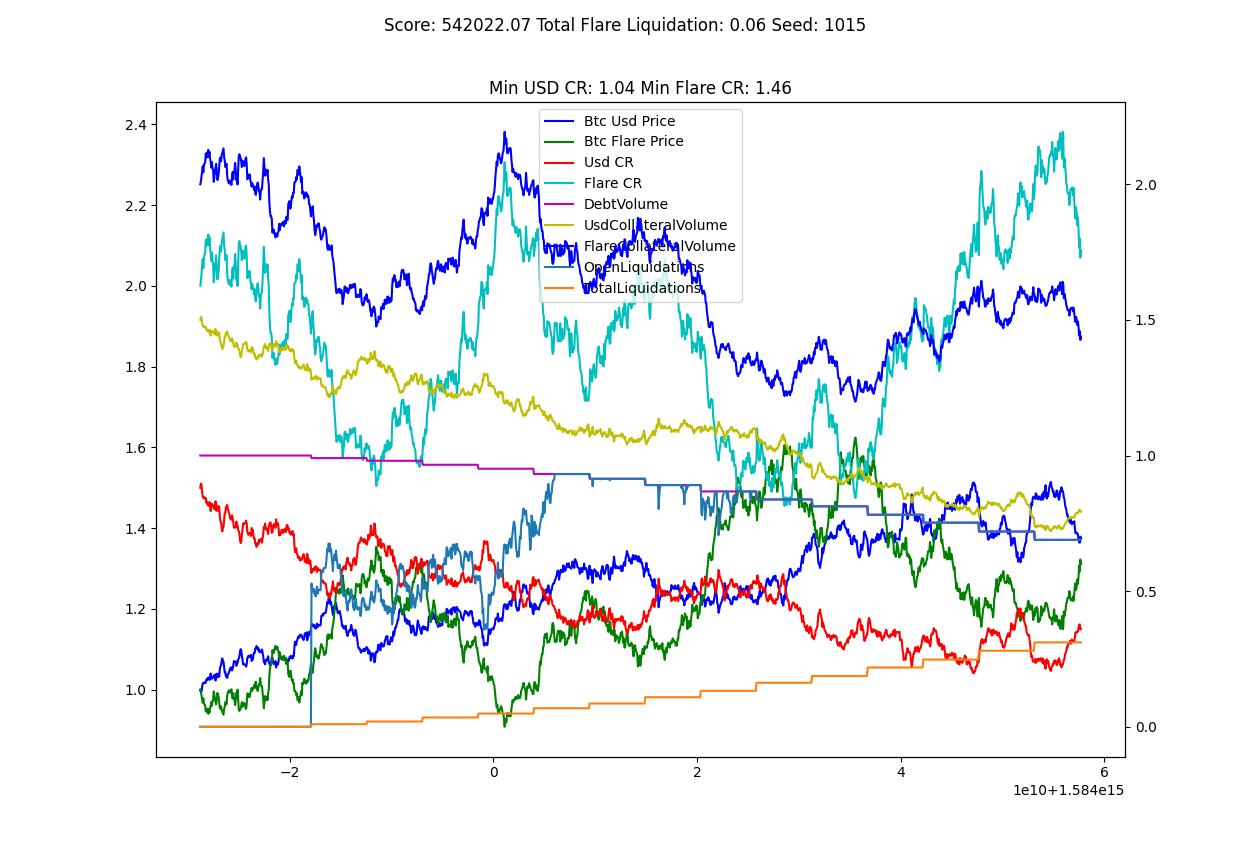 Score: 542022.07 Total Flare Liquidation: 0.06 Seed: 1015
Min USD CR: 1.04 Min Flare CR: 1.46
Btc Usd Price
Btc Flare Price
Usd CR
Flare CR
DebtVolume
UsdCollateralVolume
FlareCollateralVolume
OpenLiquidations
TotalLiquidations
2.4
2.2
2.0
1.8
1.6
1.4
1.2
1.0
2.0
1.5
1.0
0.5
0.0
−2
0
2
4
6
1e10+1.584e15